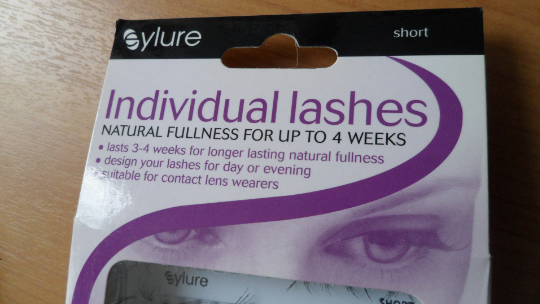 eylure
short
Individual lashes
NATURAL FULLNESS FOR UP TO 4 WEEKS
• lasts 3-4 weeks for longer lasting natural fullness
• design your lashes for day or evening
suitable for contact lens wearers
eylure
SHORT